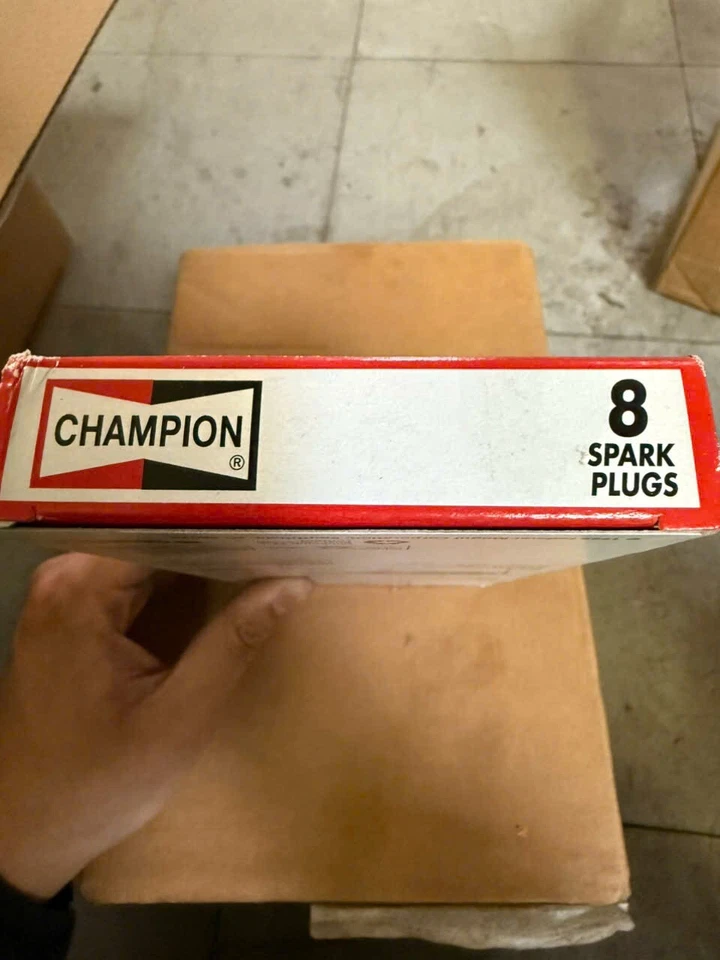 CHAMPION
®
8
SPARK
PLUGS